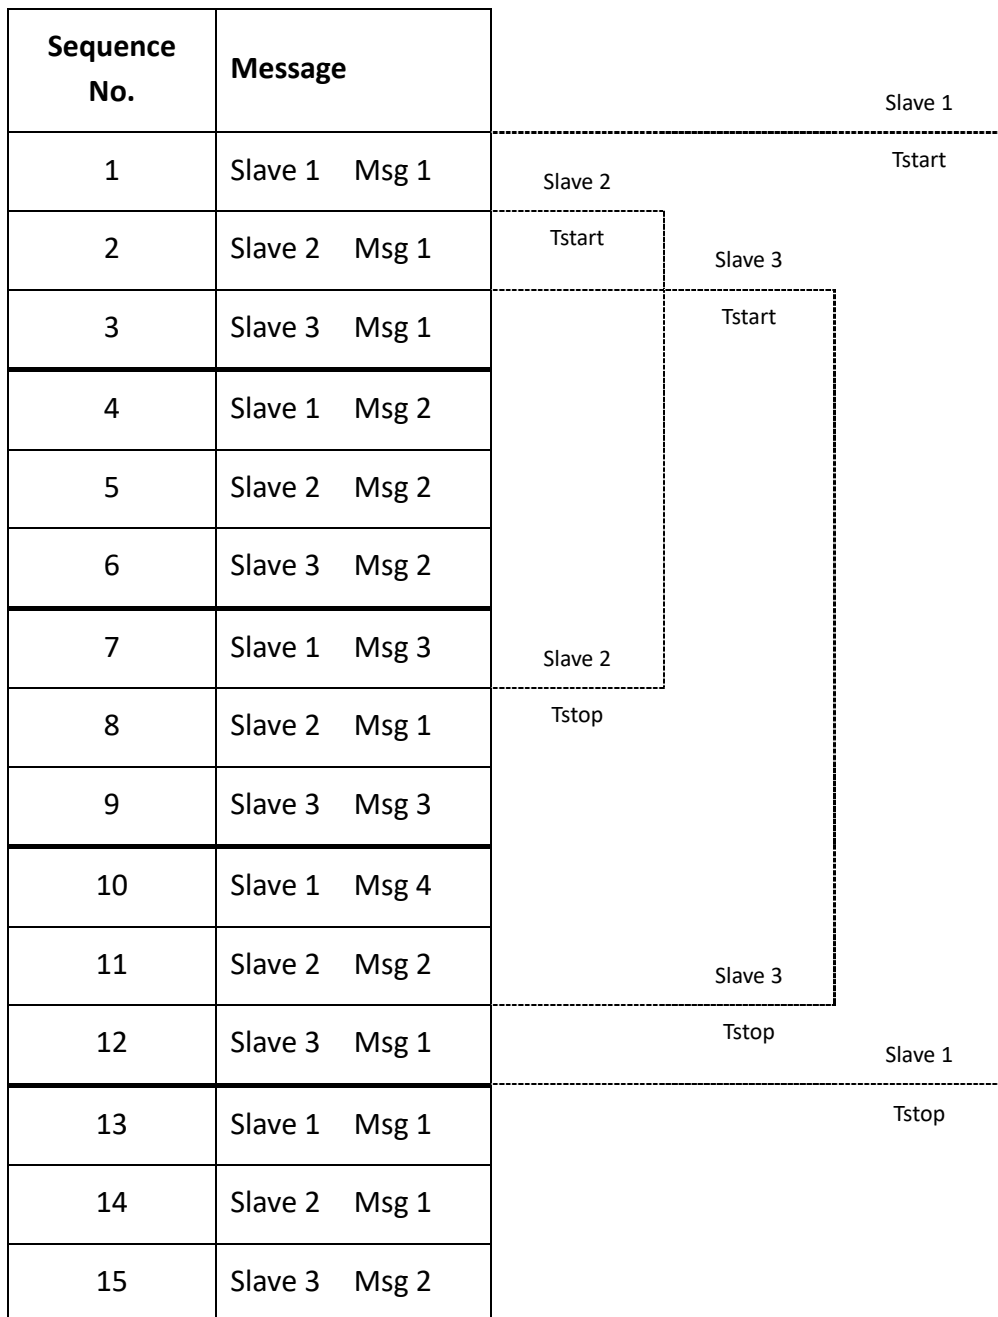 Sequence
No.
Message
Slave 1
Tstart
1 Slave 1 Msg 1
Slave 2
Tstart
2 Slave 2 Msg 1
Slave 3
Tstart
3 Slave 3 Msg 1
4 Slave 1 Msg 2
5 Slave 2 Msg 2
6 Slave 3 Msg 2
7 Slave 1 Msg 3
Slave 2
Tstop
8 Slave 2 Msg 1
9 Slave 3 Msg 3
10 Slave 1 Msg 4
11 Slave 2 Msg 2
Slave 3
Tstop
12 Slave 3 Msg 1
Slave 1
Tstop
13 Slave 1 Msg 1
14 Slave 2 Msg 1
15 Slave 3 Msg 2